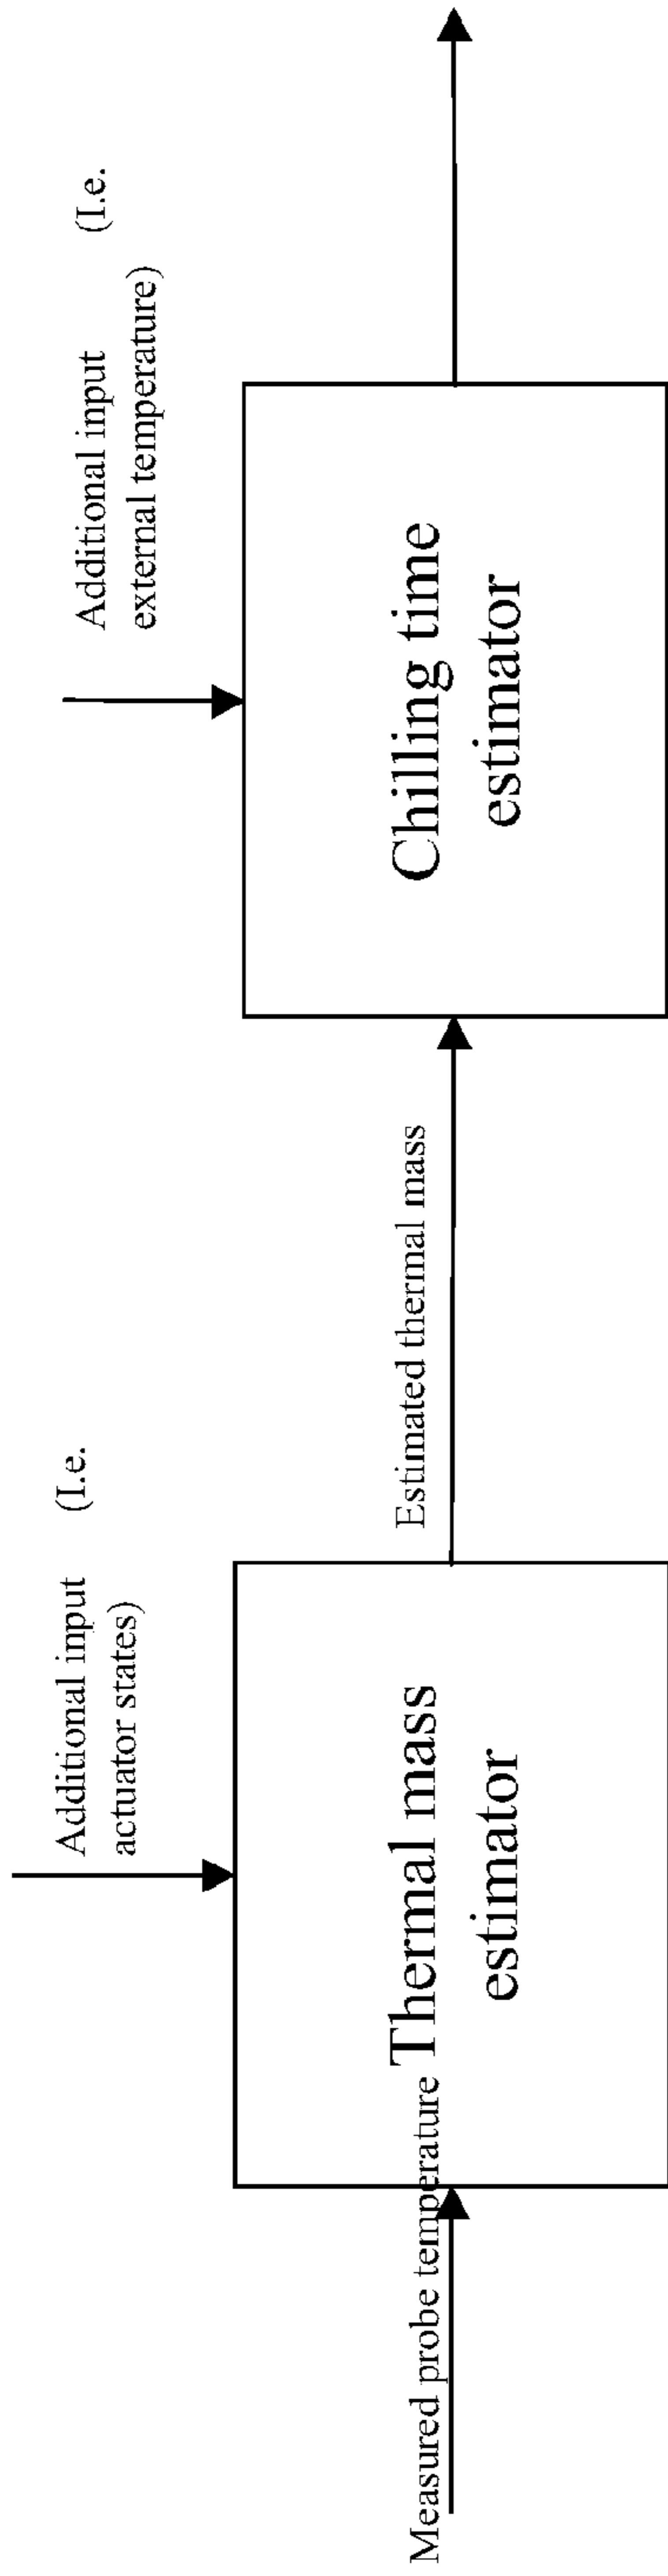 Measured probe temperature
Additional input (I.e.
actuator states)
Thermal mass
estimator
Estimated thermal mass
Additional input (I.e.
external temperature)
Chilling time
estimator